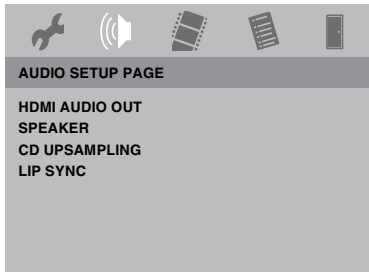 AUDIO SETUP PAGE
HDMI AUDIO OUT
SPEAKER
CD UPSAMPLING
LIP SYNC